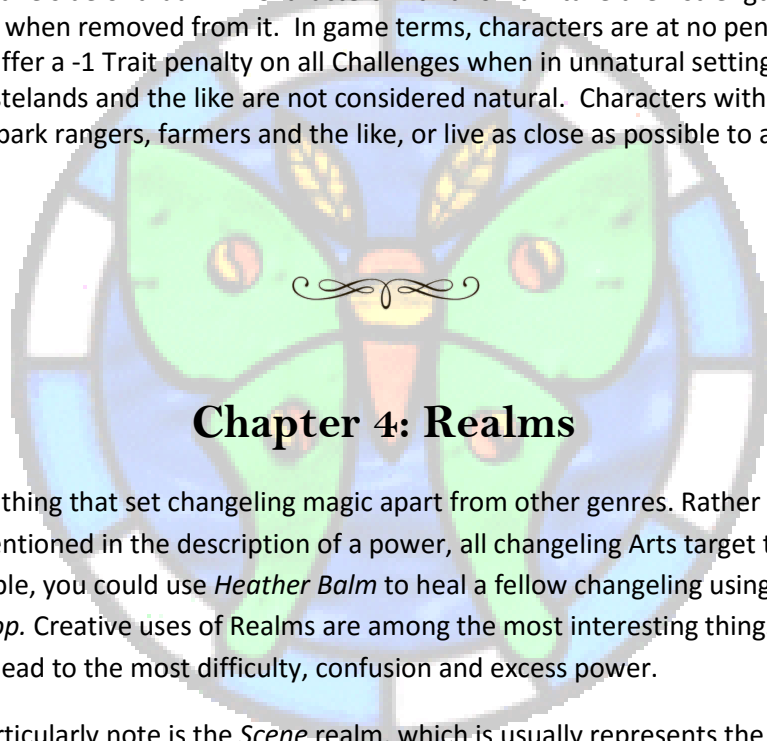 when removed from it. In game terms, characters are at no pen
ffer a -1 Trait penalty on all Challenges when in unnatural setting
stelands and the like are not considered natural. Characters with
park rangers, farmers and the like, or live as close as possible to a
Chapter 4: Realms
thing that set changeling magic apart from other genres. Rather
entioned in the description of a power, all changeling Arts target t
ple, you could use Heather Balm to heal a fellow changeling using
op. Creative uses of Realms are among the most interesting thing
ead to the most difficulty, confusion and excess power.
rticularly note is the Scene realm, which is usually represents the